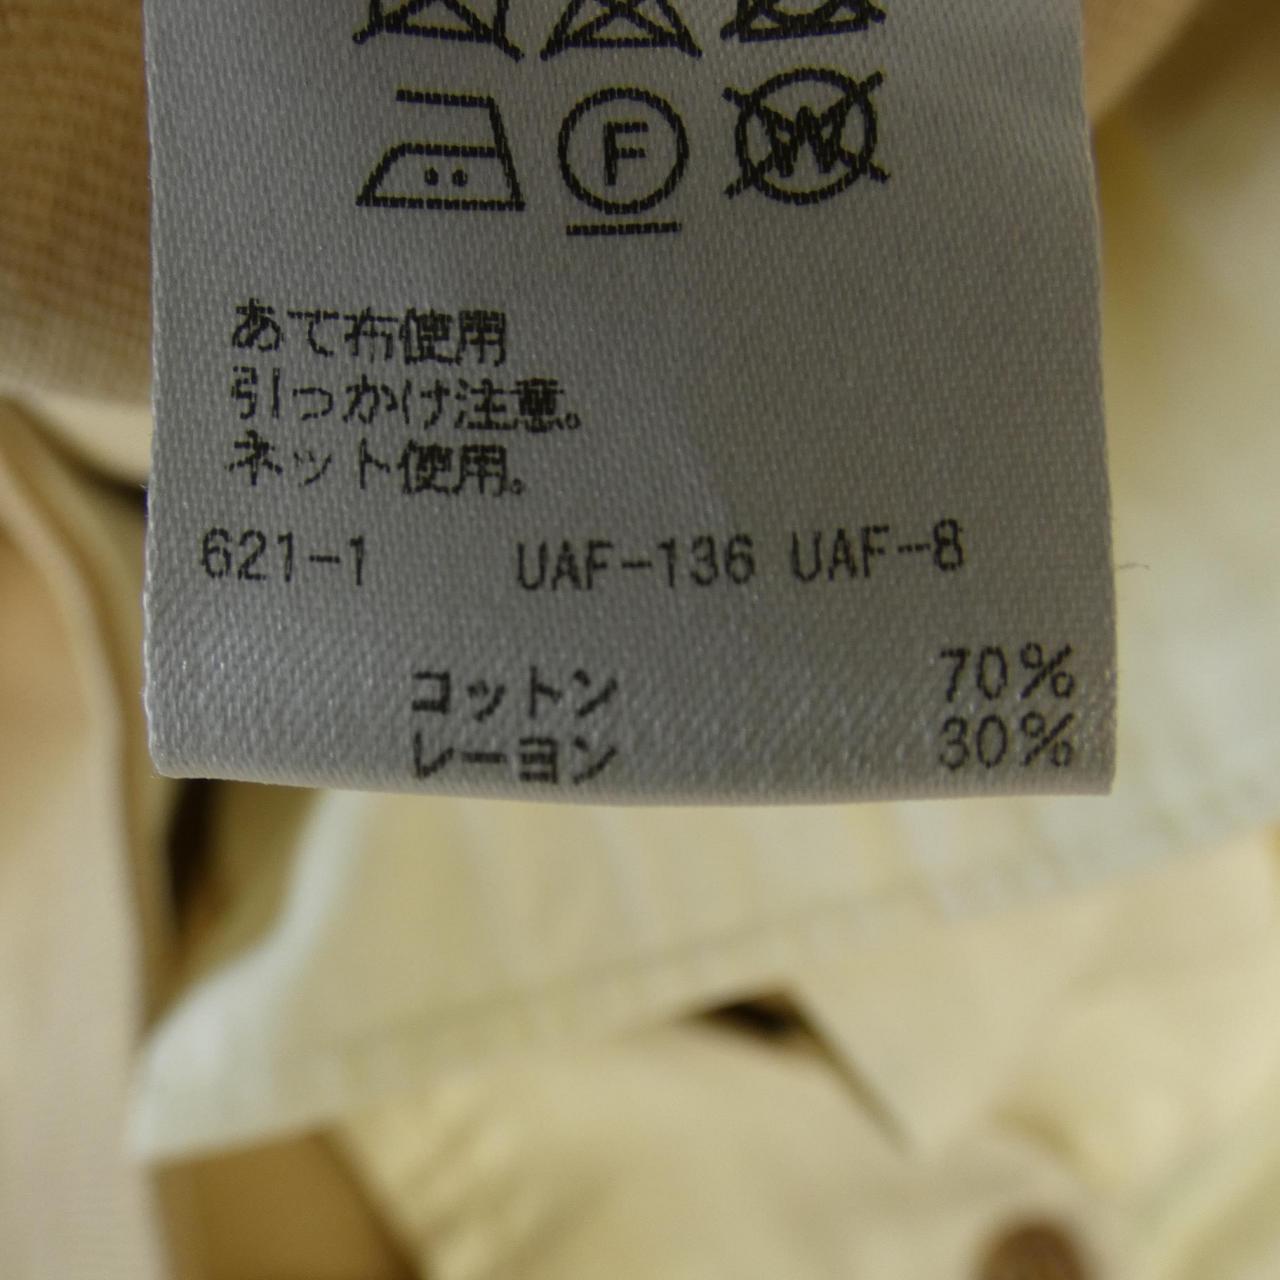 F W
あて布使用
引っかけ注意。
ネット使用。
621-1 UAF-136 UAF-8
コットン 70%
レーヨン 30%